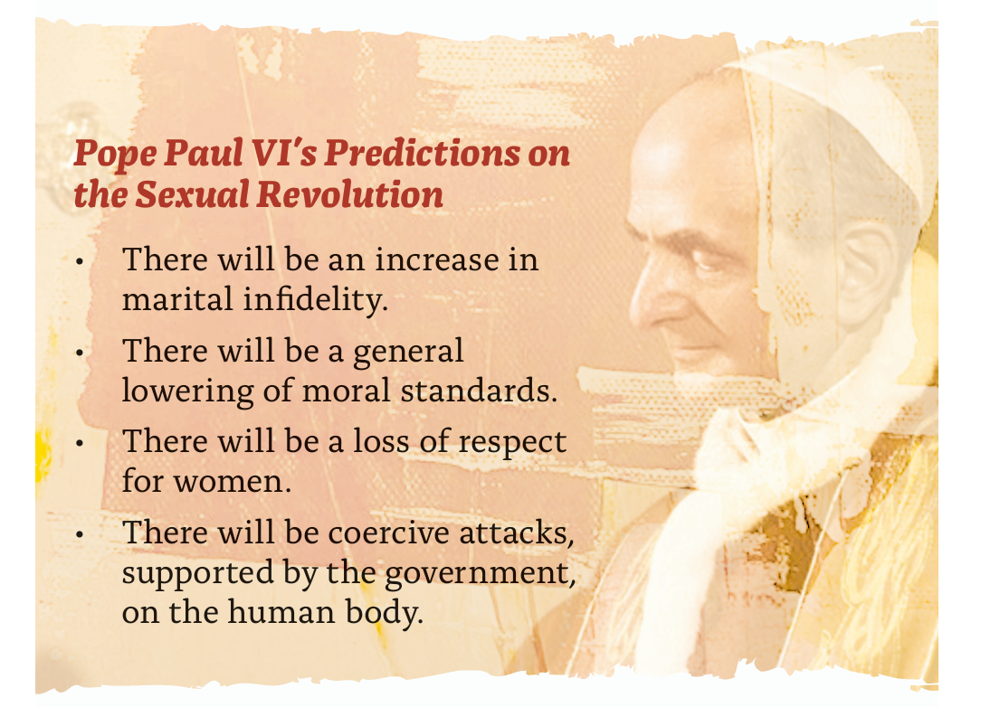 Pope Paul VI's Predictions on
the Sexual Revolution
• There will be an increase in
marital infidelity.
• There will be a general
lowering of moral standards.
• There will be a loss of respect
for women.
• There will be coercive attacks,
supported by the government,
on the human body.